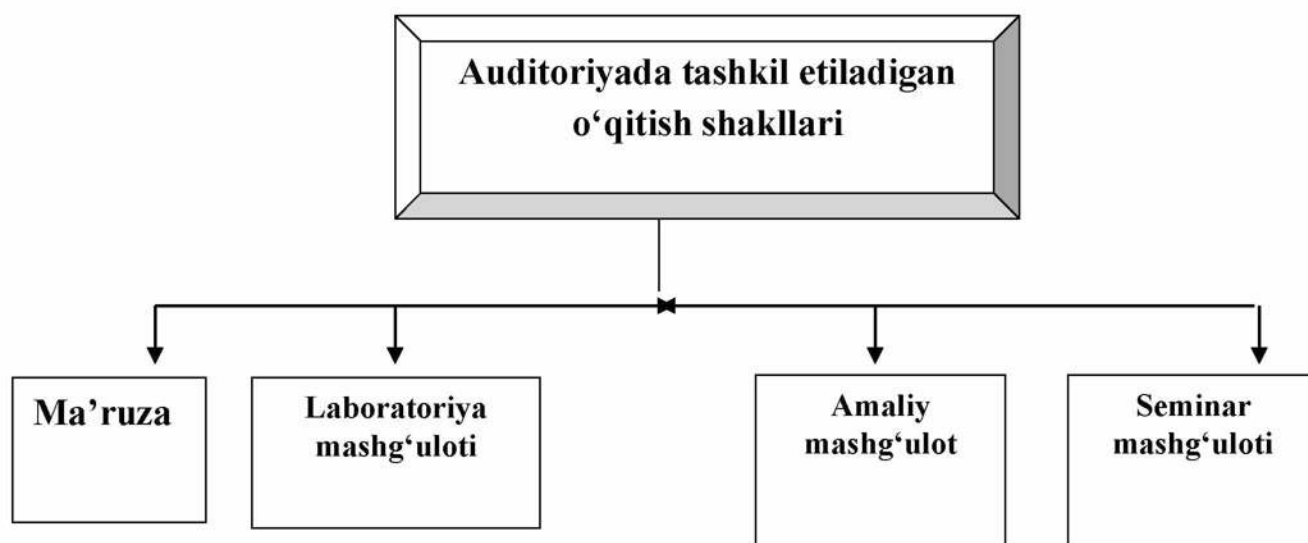 Auditoriyada tashkil etiladigan
o‘qitish shakllari
Ma’ruza
Laboratoriya
mashg‘uloti
Amaliy
mashg‘ulot
Seminar
mashg‘uloti